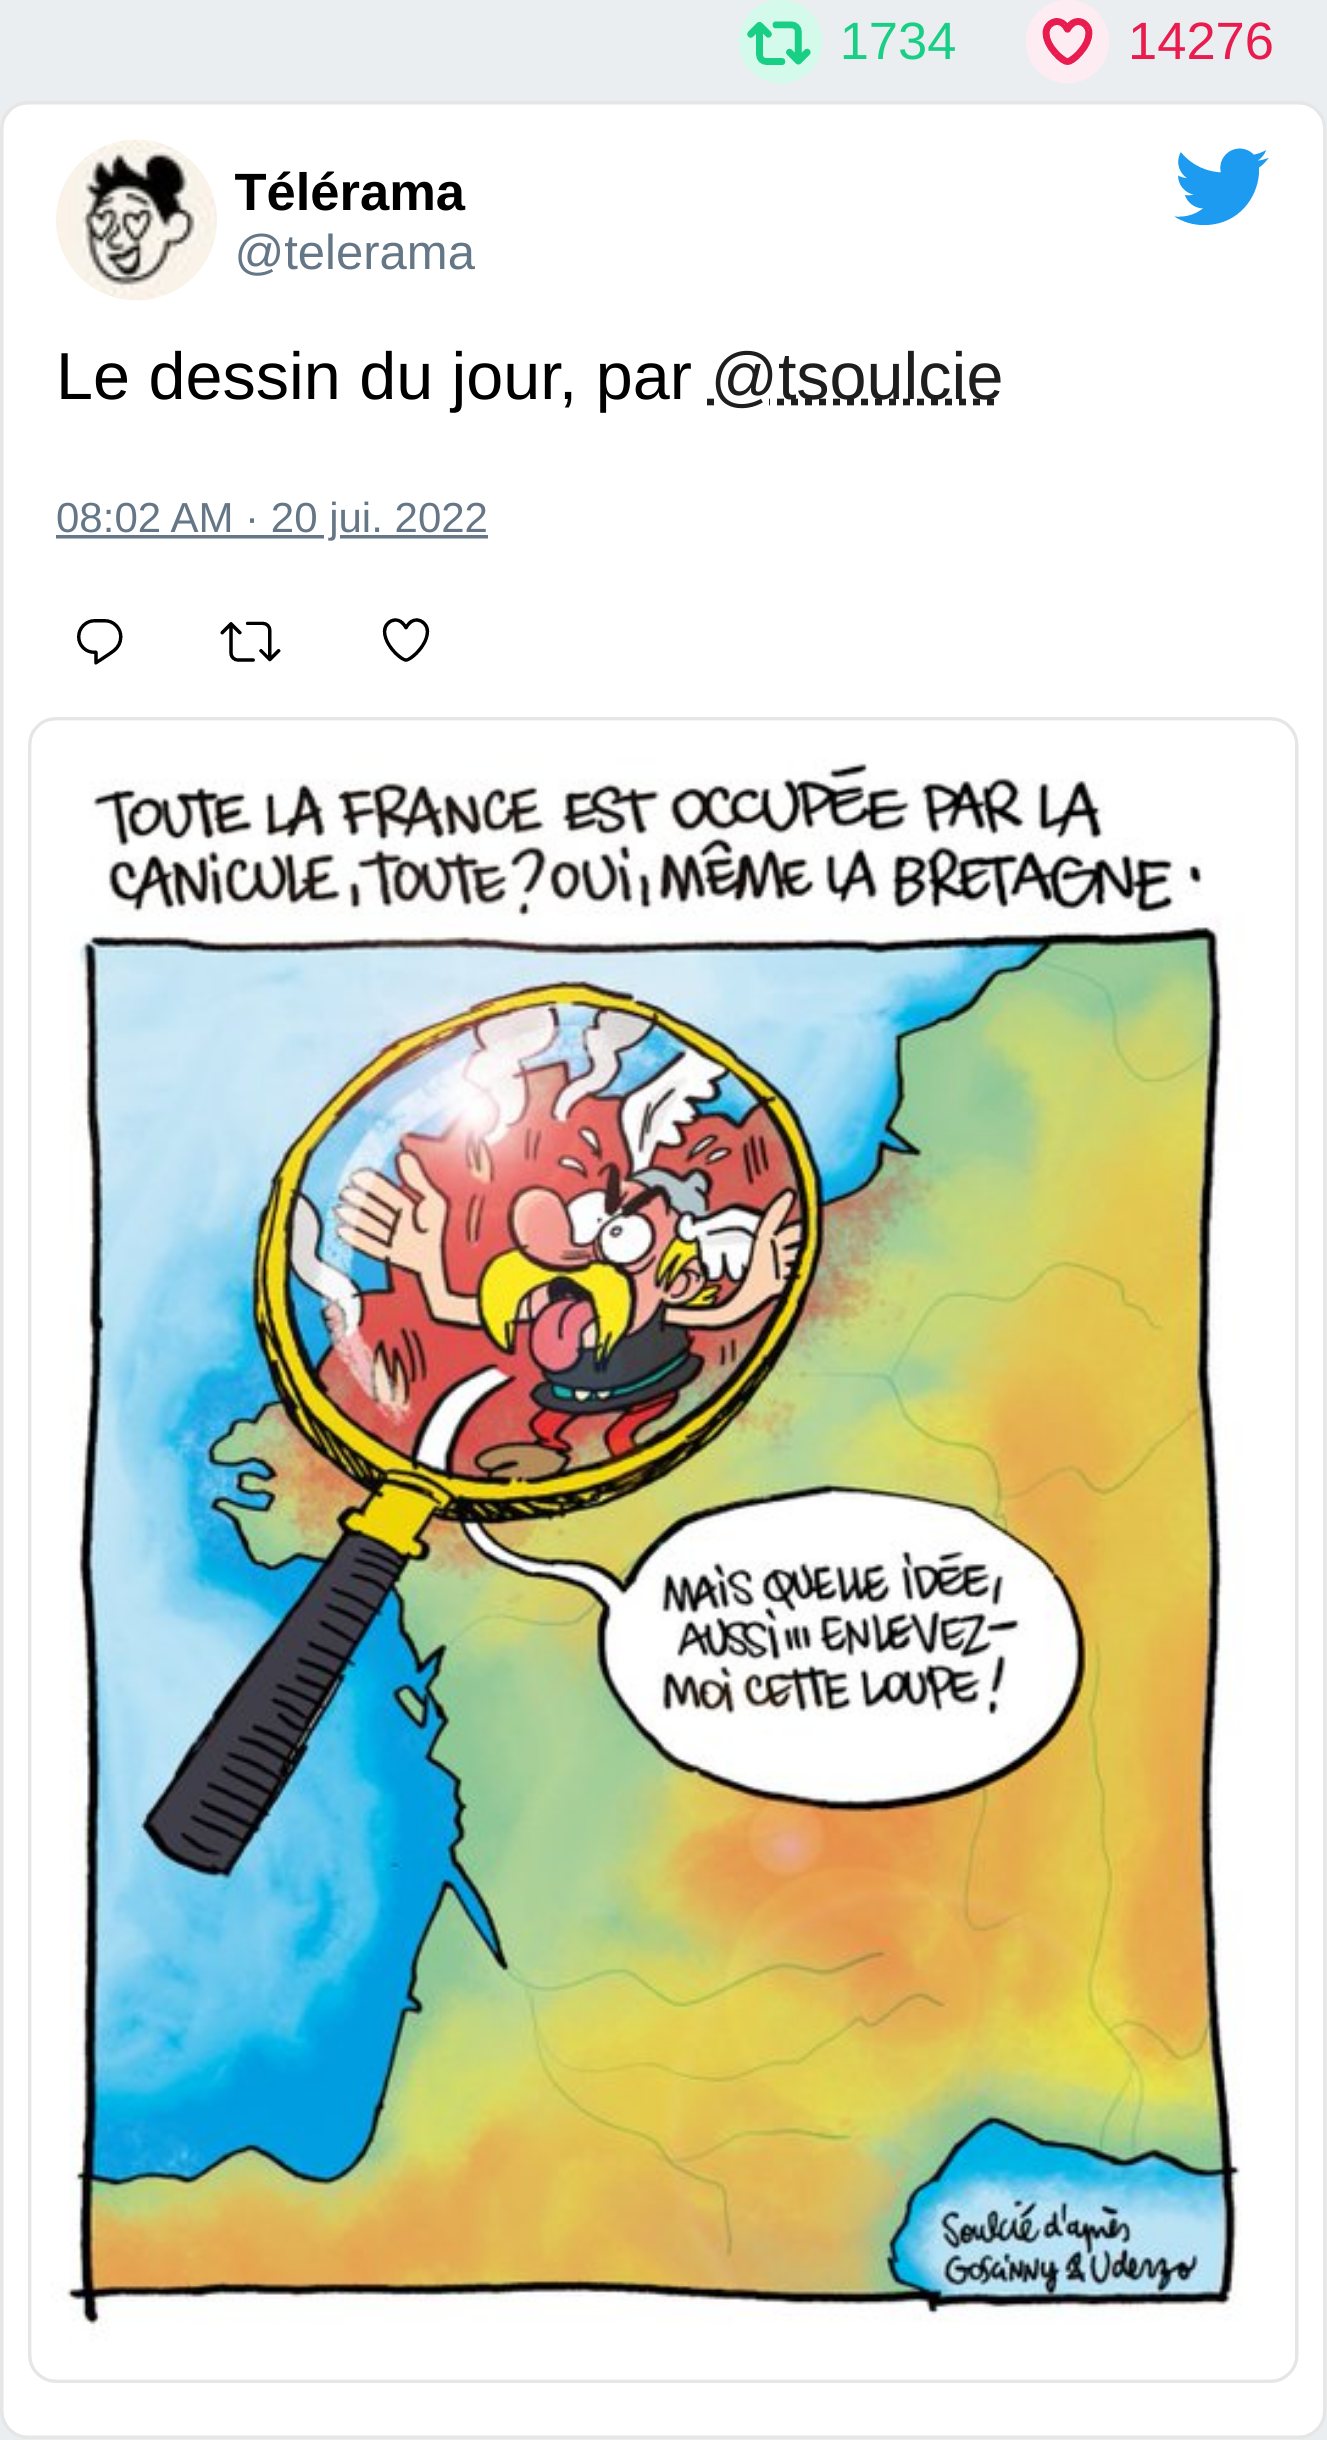 1734 14276
Télérama
@telerama
Le dessin du jour, par @tsoulcie
08:02 AM · 20 jui. 2022
TOUTE LA FRANCE EST OCCUPÉE PAR LA
CANiCULE, TOUTE ? OUi, MÊME LA BRETAGNE.
MAiS QUELLE iDÉE,
AUSSi... ENLEVEZ-
MOi CETTE LOUPE !
Soulcié d'après
GOSCiNNY & Uderzo